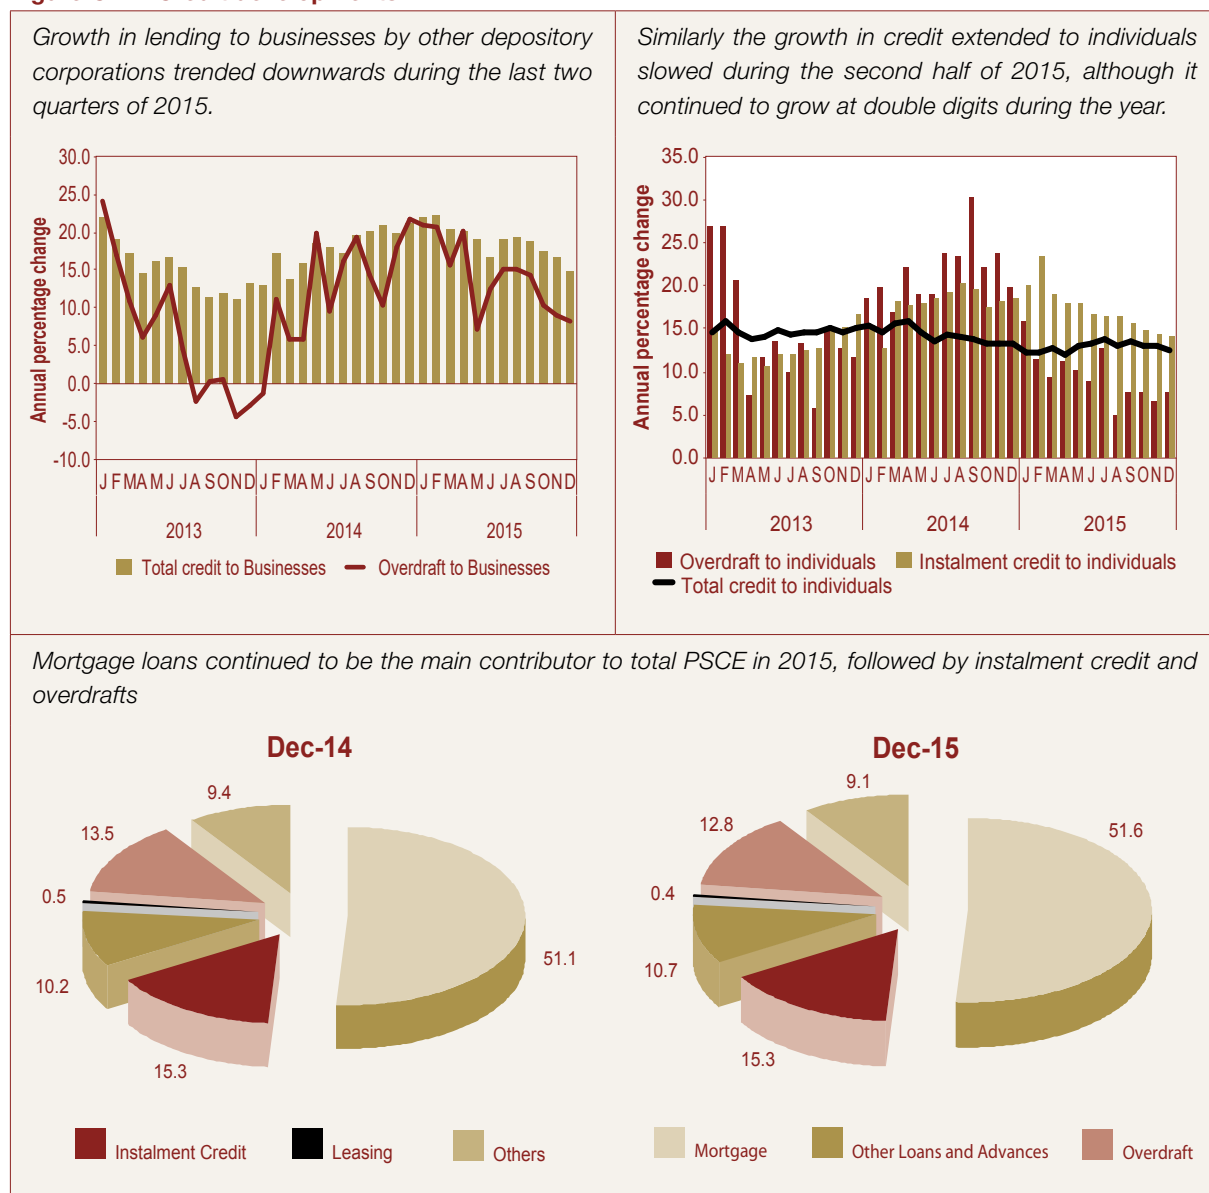 Growth in lending to businesses by other depository
corporations trended downwards during the last two
quarters of 2015.
30.0
25.0
20.0
15.0
10.0
5.0
0.0
-5.0
-10.0
Annual percentage change
J F M A M J J A S O N D J F M A M J J A S O N D J F M A M J J A S O N D
2013 2014 2015
Total credit to Businesses Overdraft to Businesses
Similarly the growth in credit extended to individuals
slowed during the second half of 2015, although it
continued to grow at double digits during the year.
35.0
30.0
25.0
20.0
15.0
10.0
5.0
0.0
Annual percentage change
J F M A M J J A S O N D J F M A M J J A S O N D J F M A M J J A S O N D
2013 2014 2015
Overdraft to individuals Instalment credit to individuals
Total credit to individuals
Mortgage loans continued to be the main contributor to total PSCE in 2015, followed by instalment credit and
overdrafts
Dec-14
9.4
13.5
0.5
10.2
15.3
51.1
Dec-15
9.1
12.8
0.4
10.7
15.3
51.6
Instalment Credit Leasing Others Mortgage Other Loans and Advances Overdraft